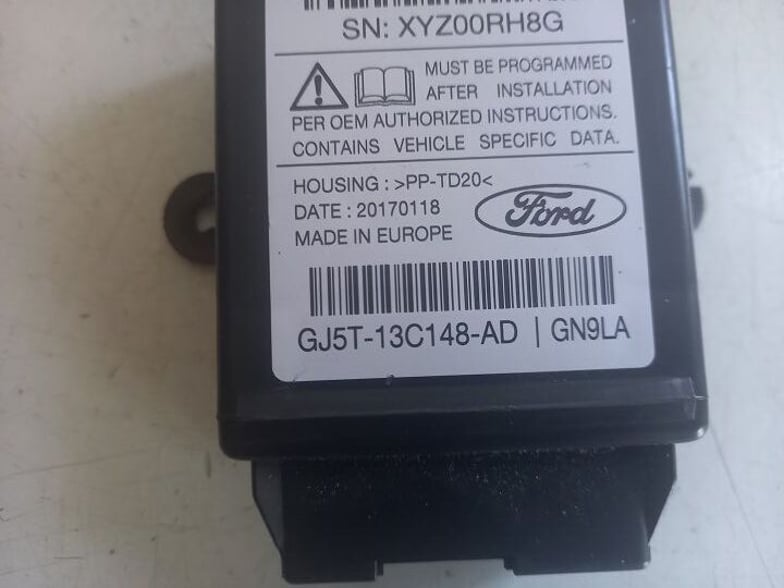 SN: XYZ00RH8G
MUST BE PROGRAMMED
AFTER INSTALLATION
PER OEM AUTHORIZED INSTRUCTIONS.
CONTAINS VEHICLE SPECIFIC DATA.
HOUSING : >PP-TD20<
DATE : 20170118
MADE IN EUROPE
Ford
GJ5T-13C148-AD | GN9LA